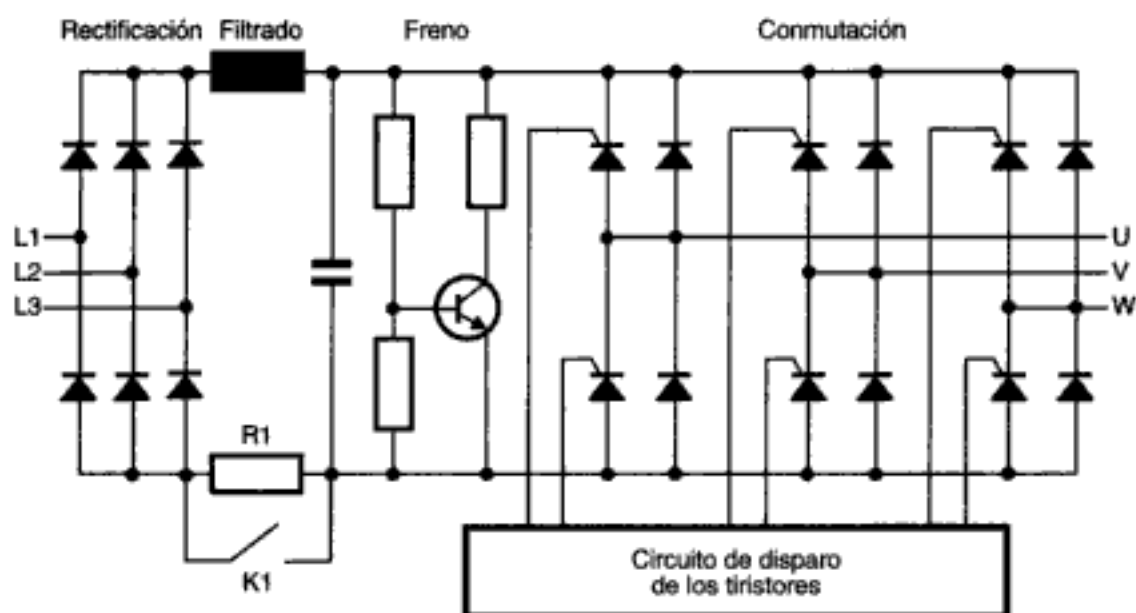 Rectificación Filtrado Freno Conmutación
L1
L2
L3
U
V
W
R1
K1
Circuito de disparo
de los tiristores